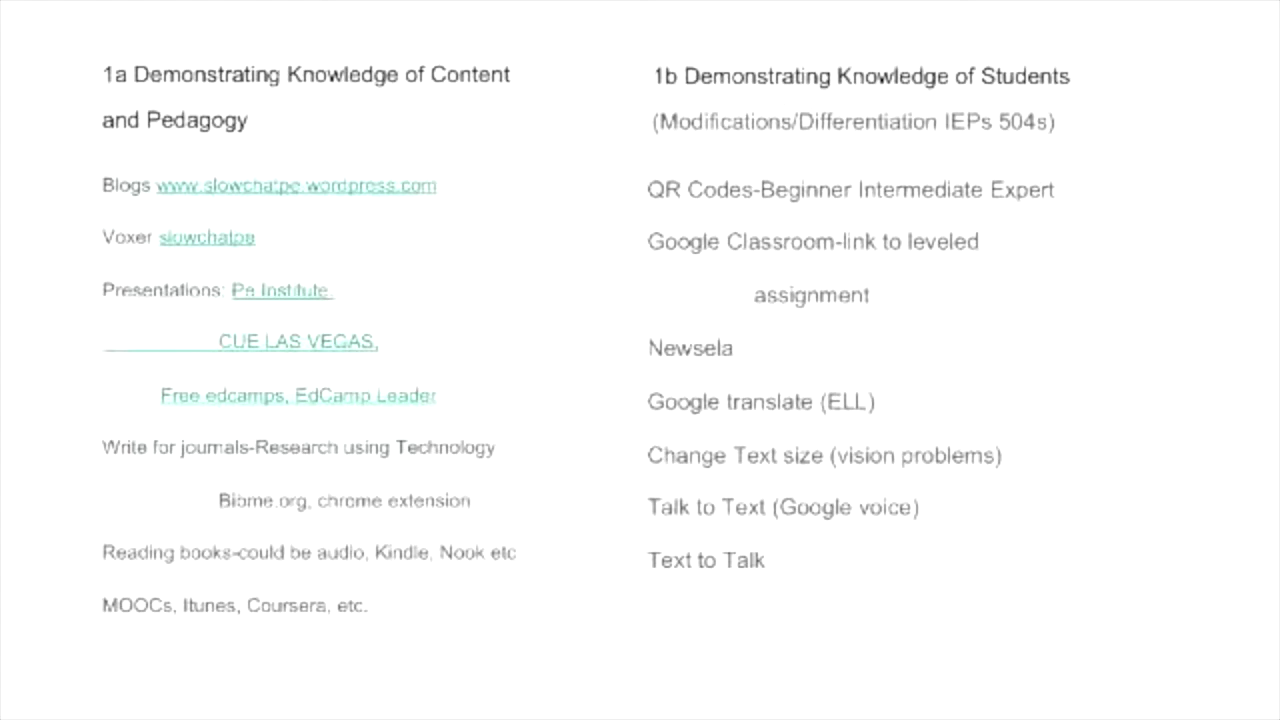 1a Demonstrating Knowledge of Content
and Pedagogy
Blogs www.slowchatpe.wordpress.com
Voxer slowchatpe
Presentations: Pe Institute
CUE LAS VEGAS,
Free edcamps, EdCamp Leader
Write for journals-Research using Technology
Bibme.org, chrome extension
Reading books-could be audio, Kindle, Nook etc
MOOCs, Itunes, Coursera, etc.
1b Demonstrating Knowledge of Students
(Modifications/Differentiation IEPs 504s)
QR Codes-Beginner Intermediate Expert
Google Classroom-link to leveled
assignment
Newsela
Google translate (ELL)
Change Text size (vision problems)
Talk to Text (Google voice)
Text to Talk